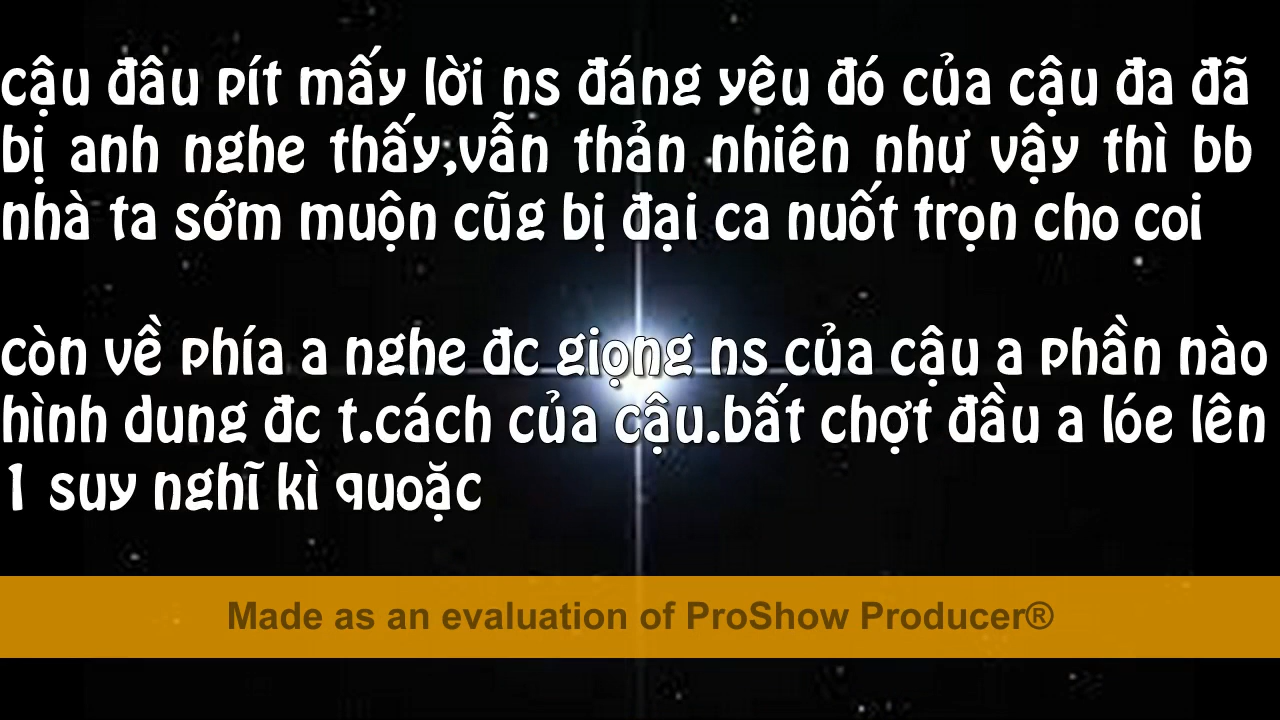 cậu đâu pít mấy lời ns đáng yêu đó của cậu đa đã
bị anh nghe thấy,vẫn thản nhiên như vậy thì bb
nhà ta sớm muộn cũg bị đại ca nuốt trọn cho coi
còn về phía a nghe đc giọng ns của cậu a phần nào
hình dung đc t.cách của cậu.bất chợt đầu a lóe lên
1 suy nghĩ kì quoặc
Made as an evaluation of ProShow Producer®